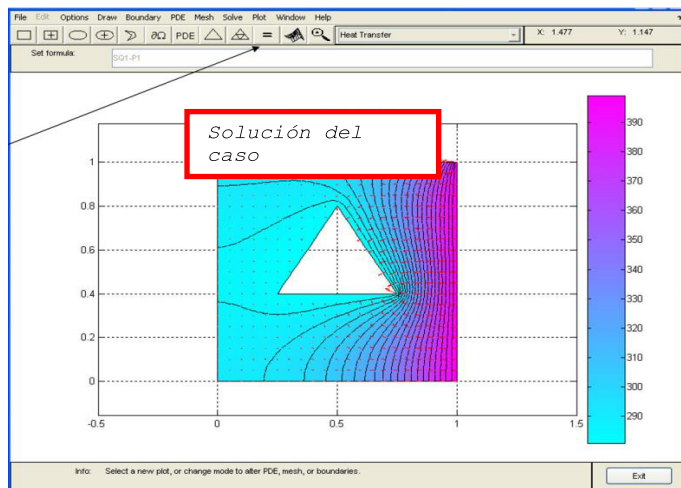 File Edit Options Draw Boundary PDE Mesh Solve Plot Window Help
∂Ω PDE = Heat Transfer X: 1.477 Y: 1.147
Set formula: SQ1-P1
Solución del
caso
1
0.8
0.6
0.4
0.2
0
-0.5 0 0.5 1 1.5
390
380
370
360
350
340
330
320
310
300
290
Info: Select a new plot, or change mode to alter PDE, mesh, or boundaries.
Exit